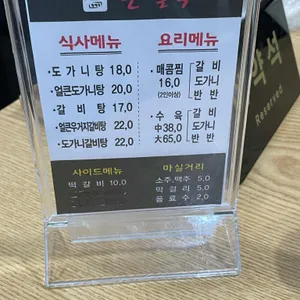 식사메뉴
·도가니탕 18,0
·얼큰도가니탕 20,0
·갈비탕 17,0
·얼큰우거지갈비탕 22,0
·도가니갈비탕 22,0
요리메뉴
·매콤찜 갈비
16,0 도가니
(2인이상) 반반
·수육 갈비
中38,0 도가니
大65,0 반반
사이드메뉴
떡갈비 10,0
마실거리
소주,맥주 5,0
막걸리 5,0
음료수 2,0
약석
Reserved